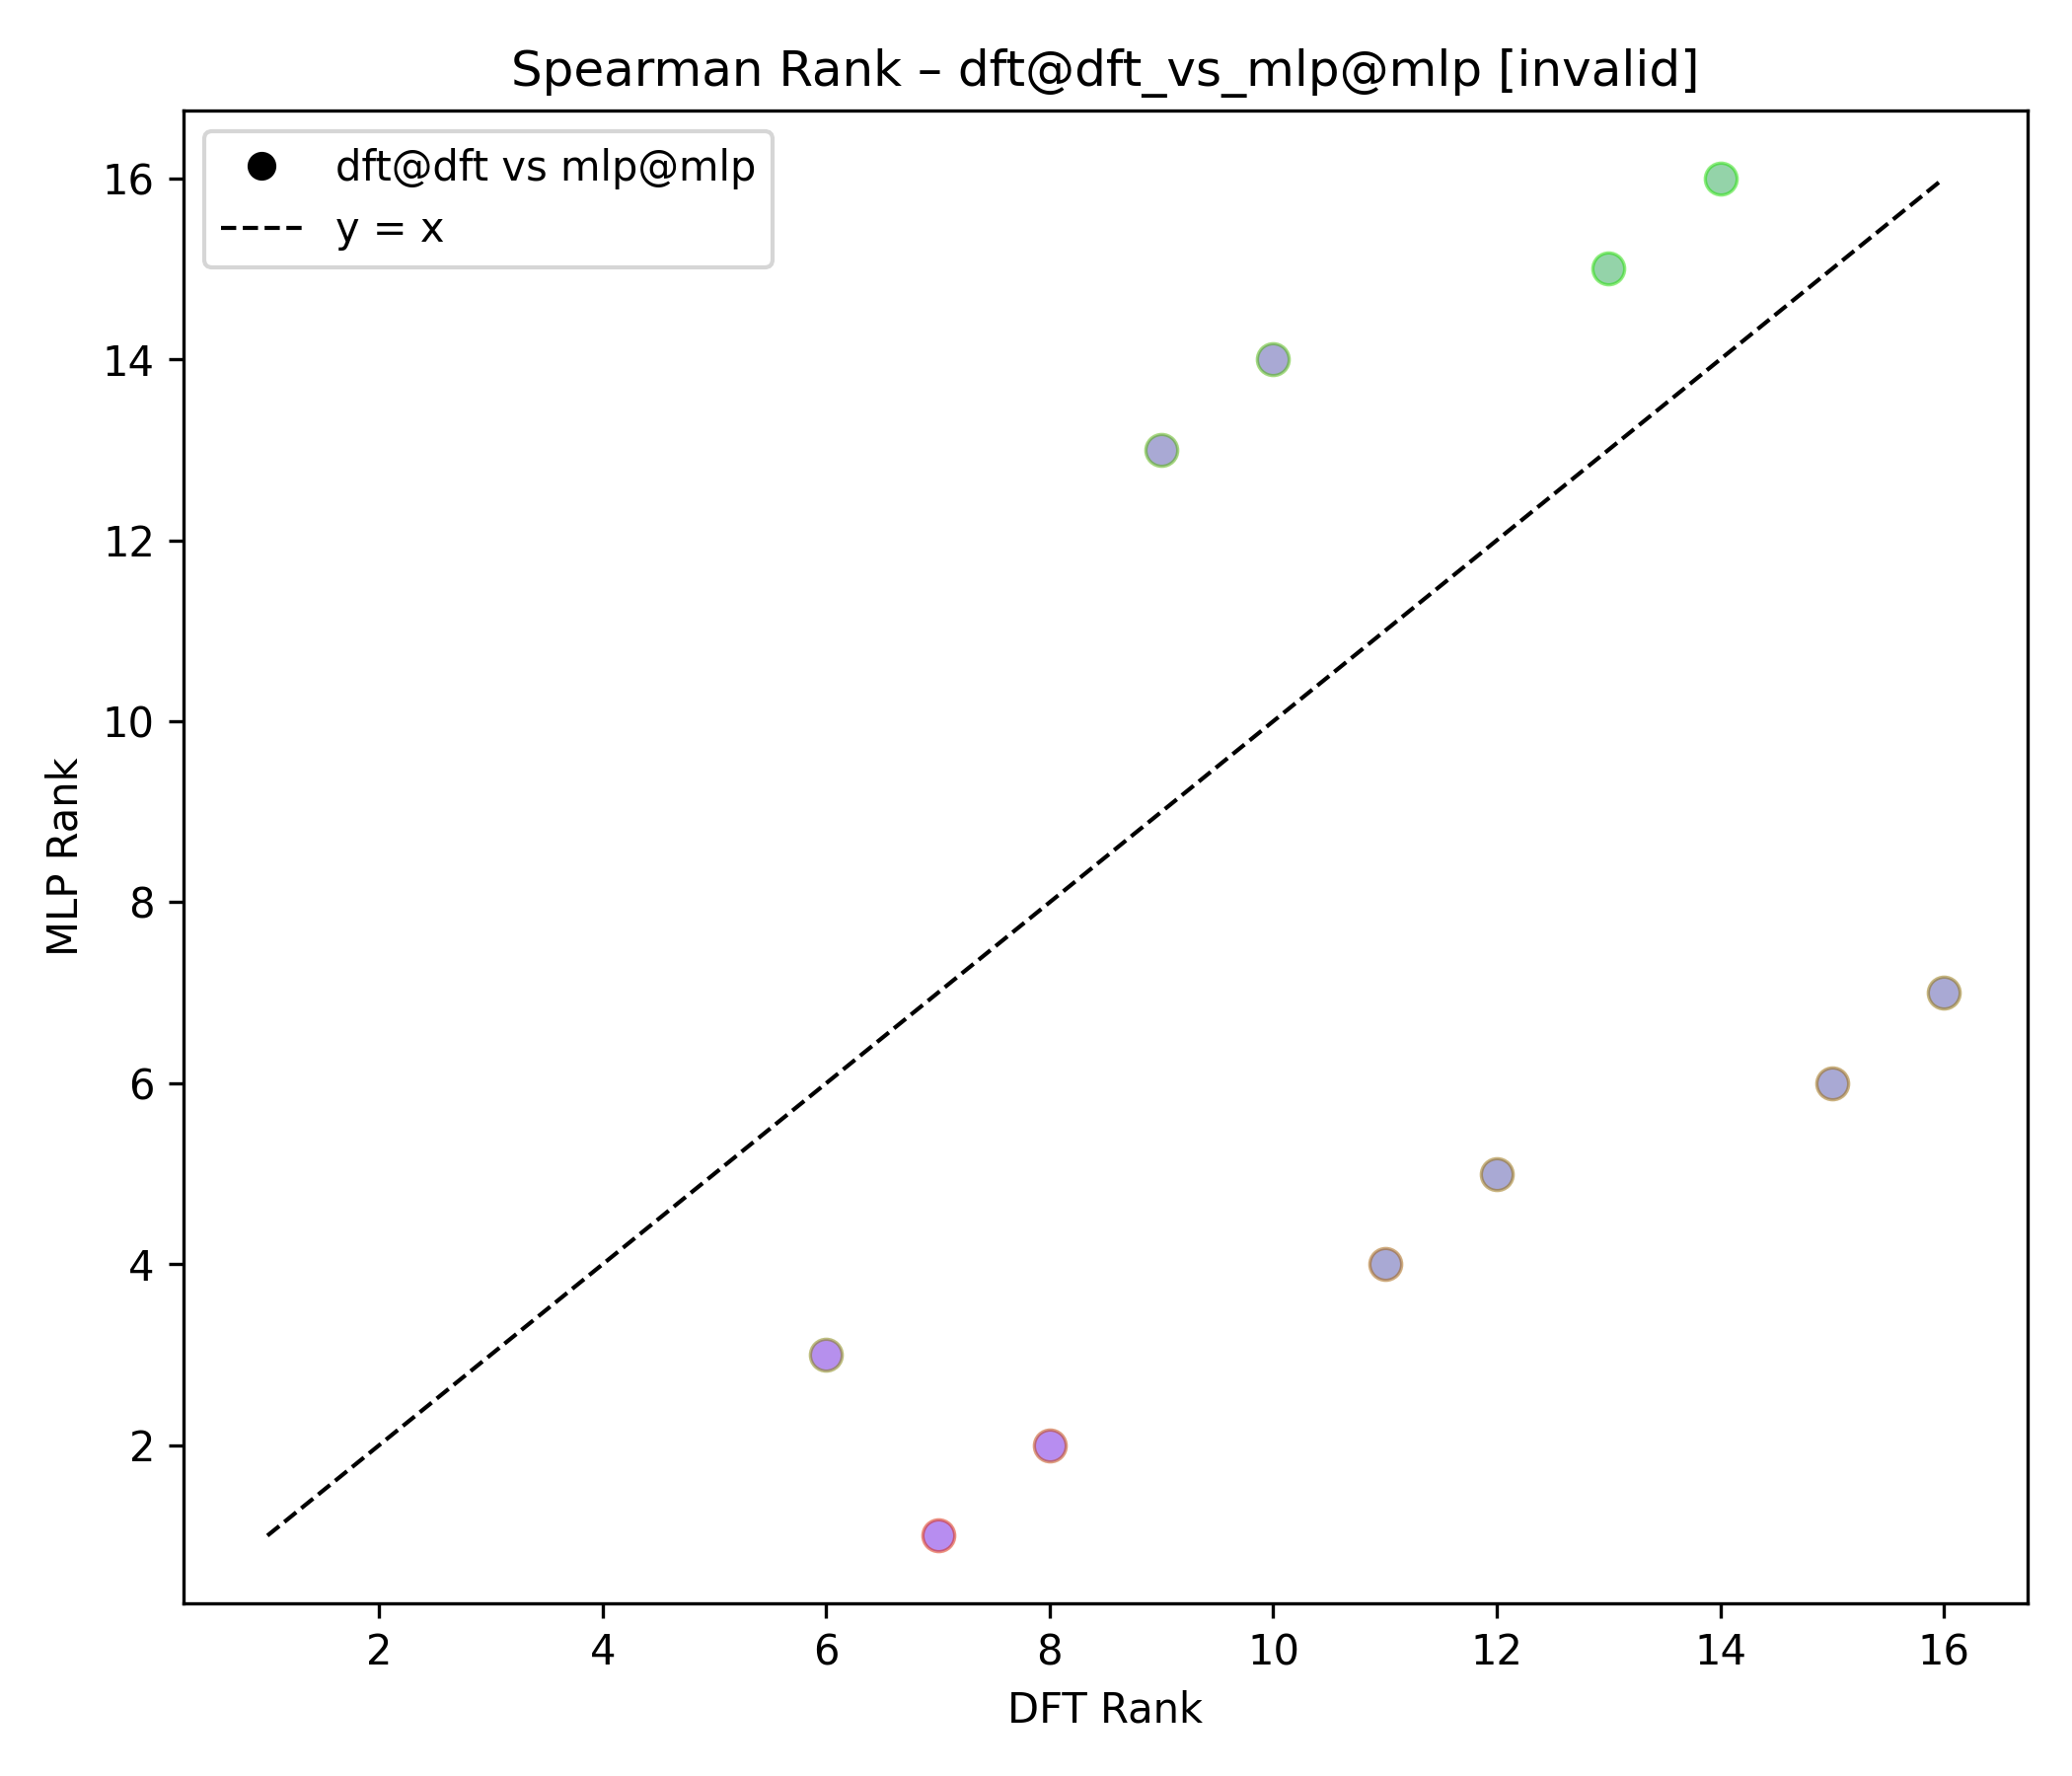 Spearman Rank – dft@dft_vs_mlp@mlp [invalid]
dft@dft vs mlp@mlp
y = x
16
14
12
10
8
6
4
2
MLP Rank
2 4 6 8 10 12 14 16
DFT Rank